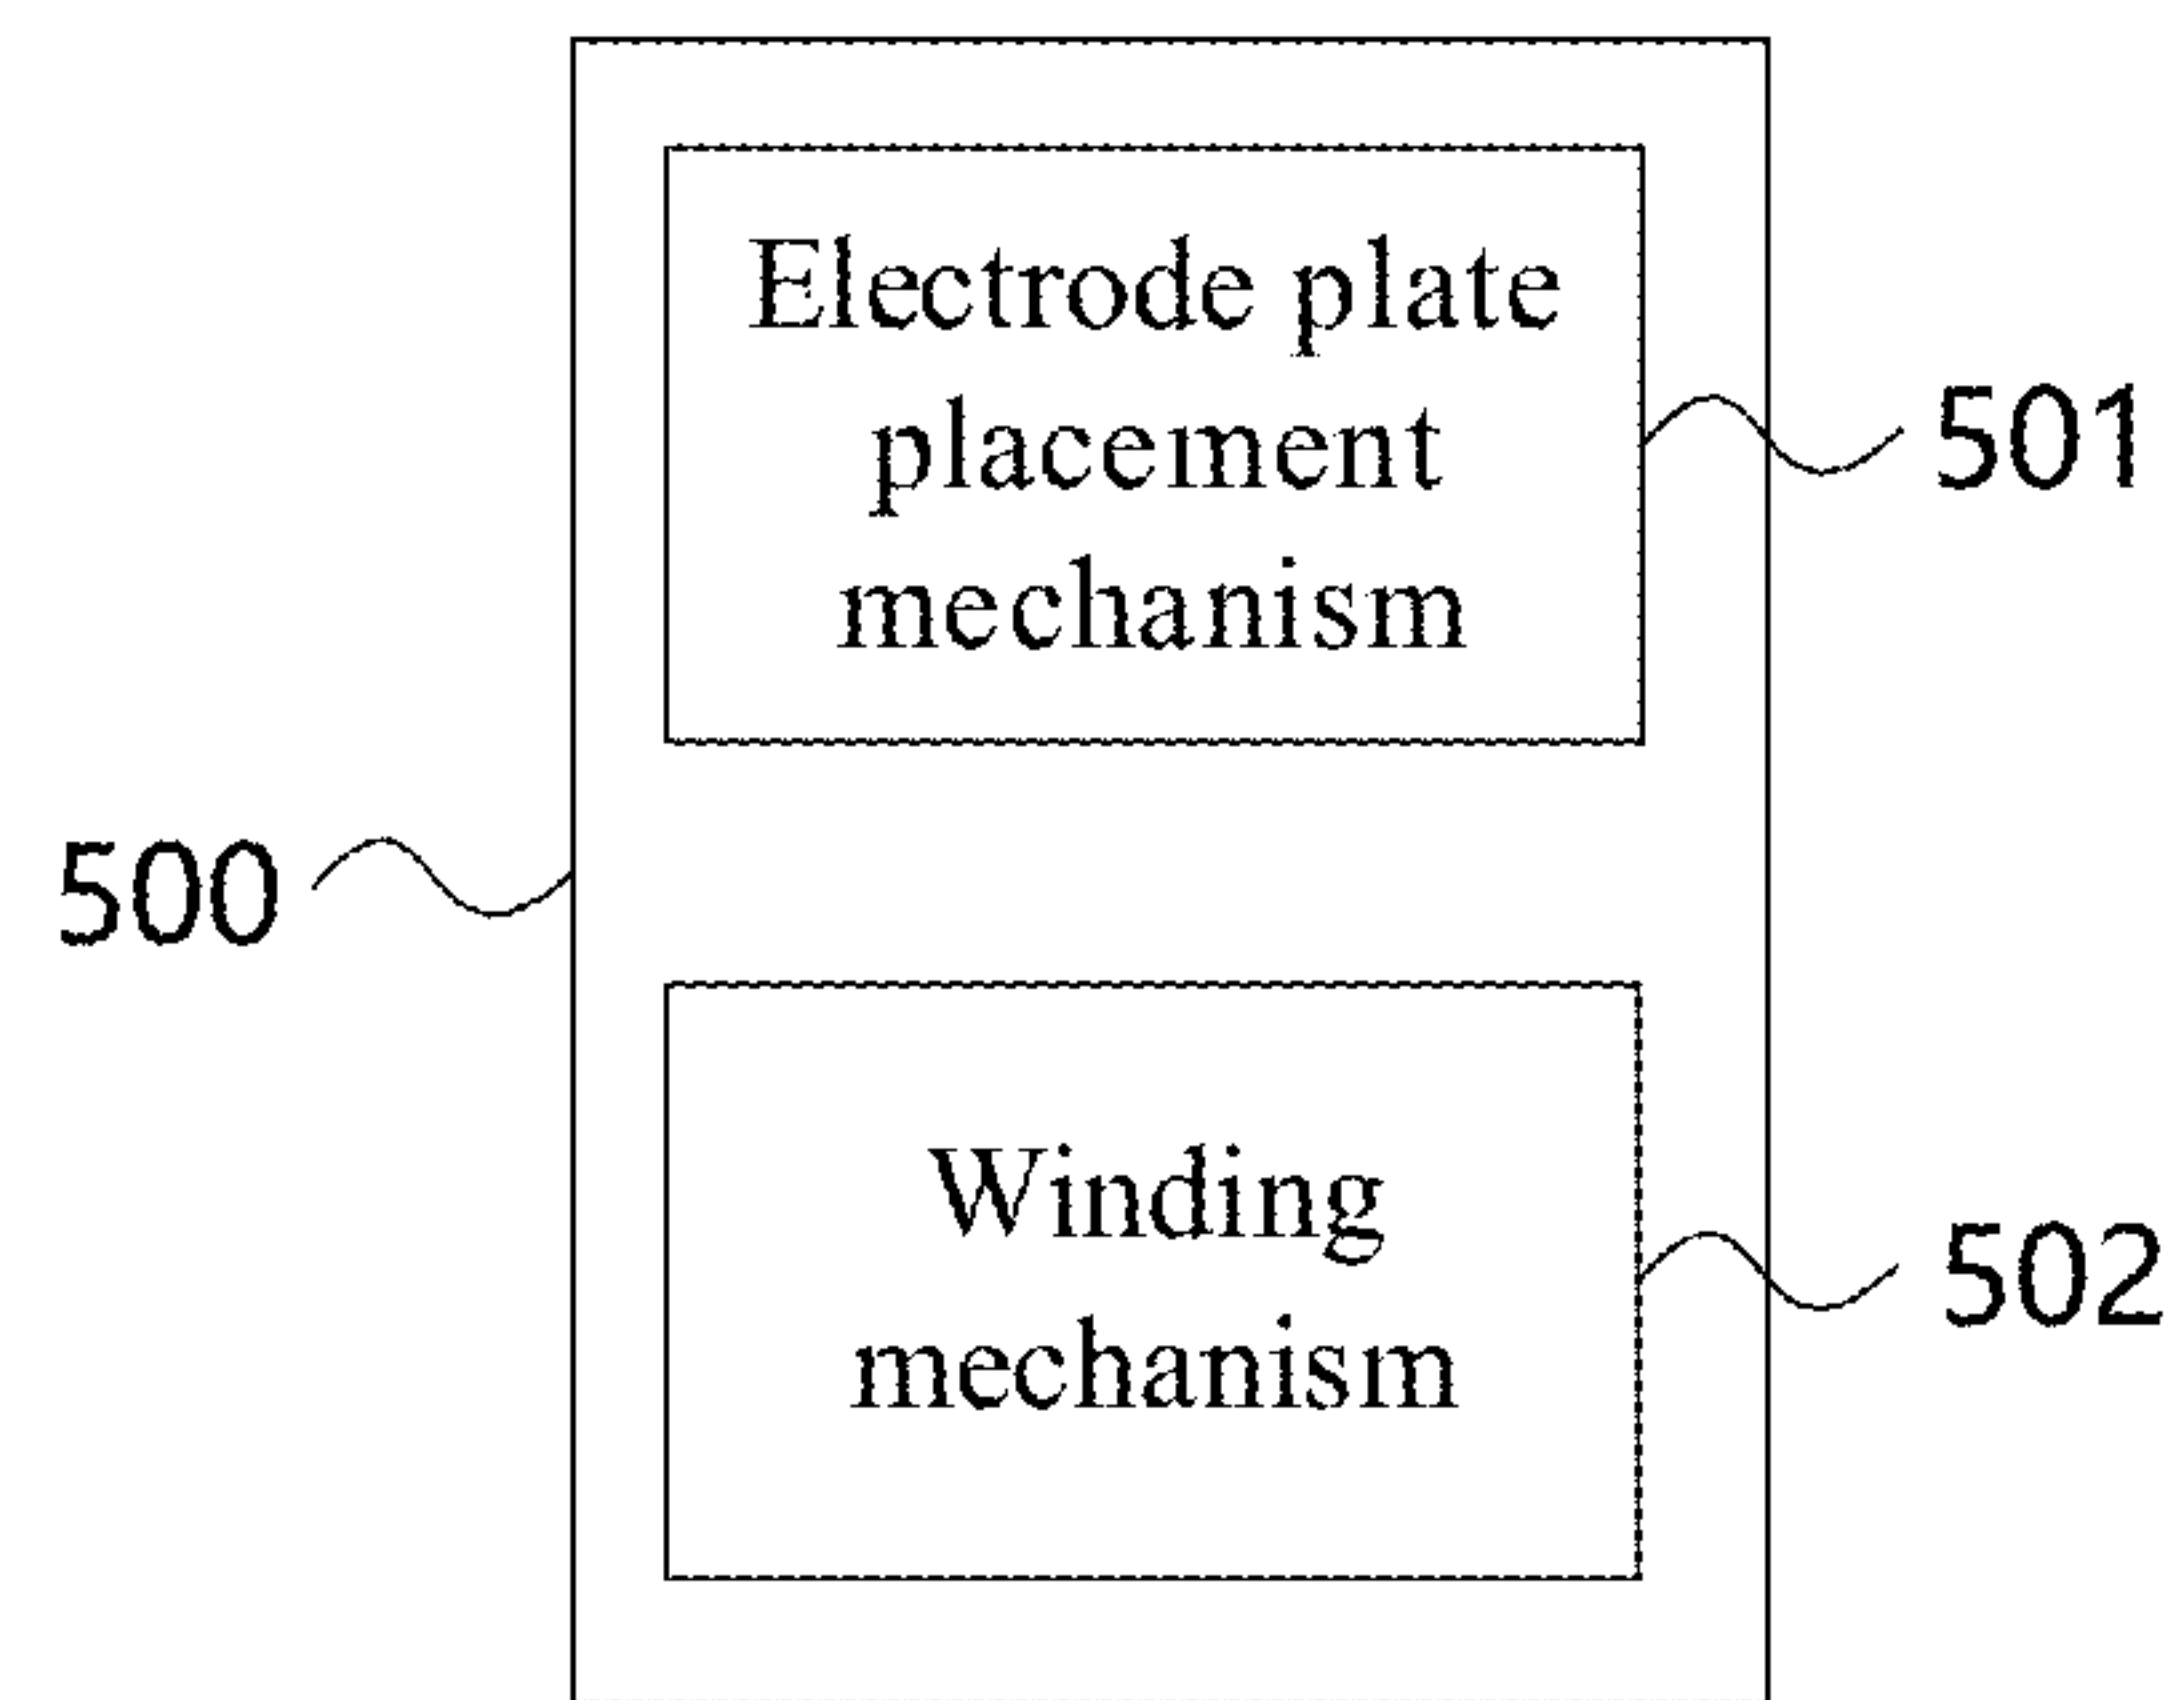 Electrode plate
placement
mechanism
501
500
Winding
mechanism
502